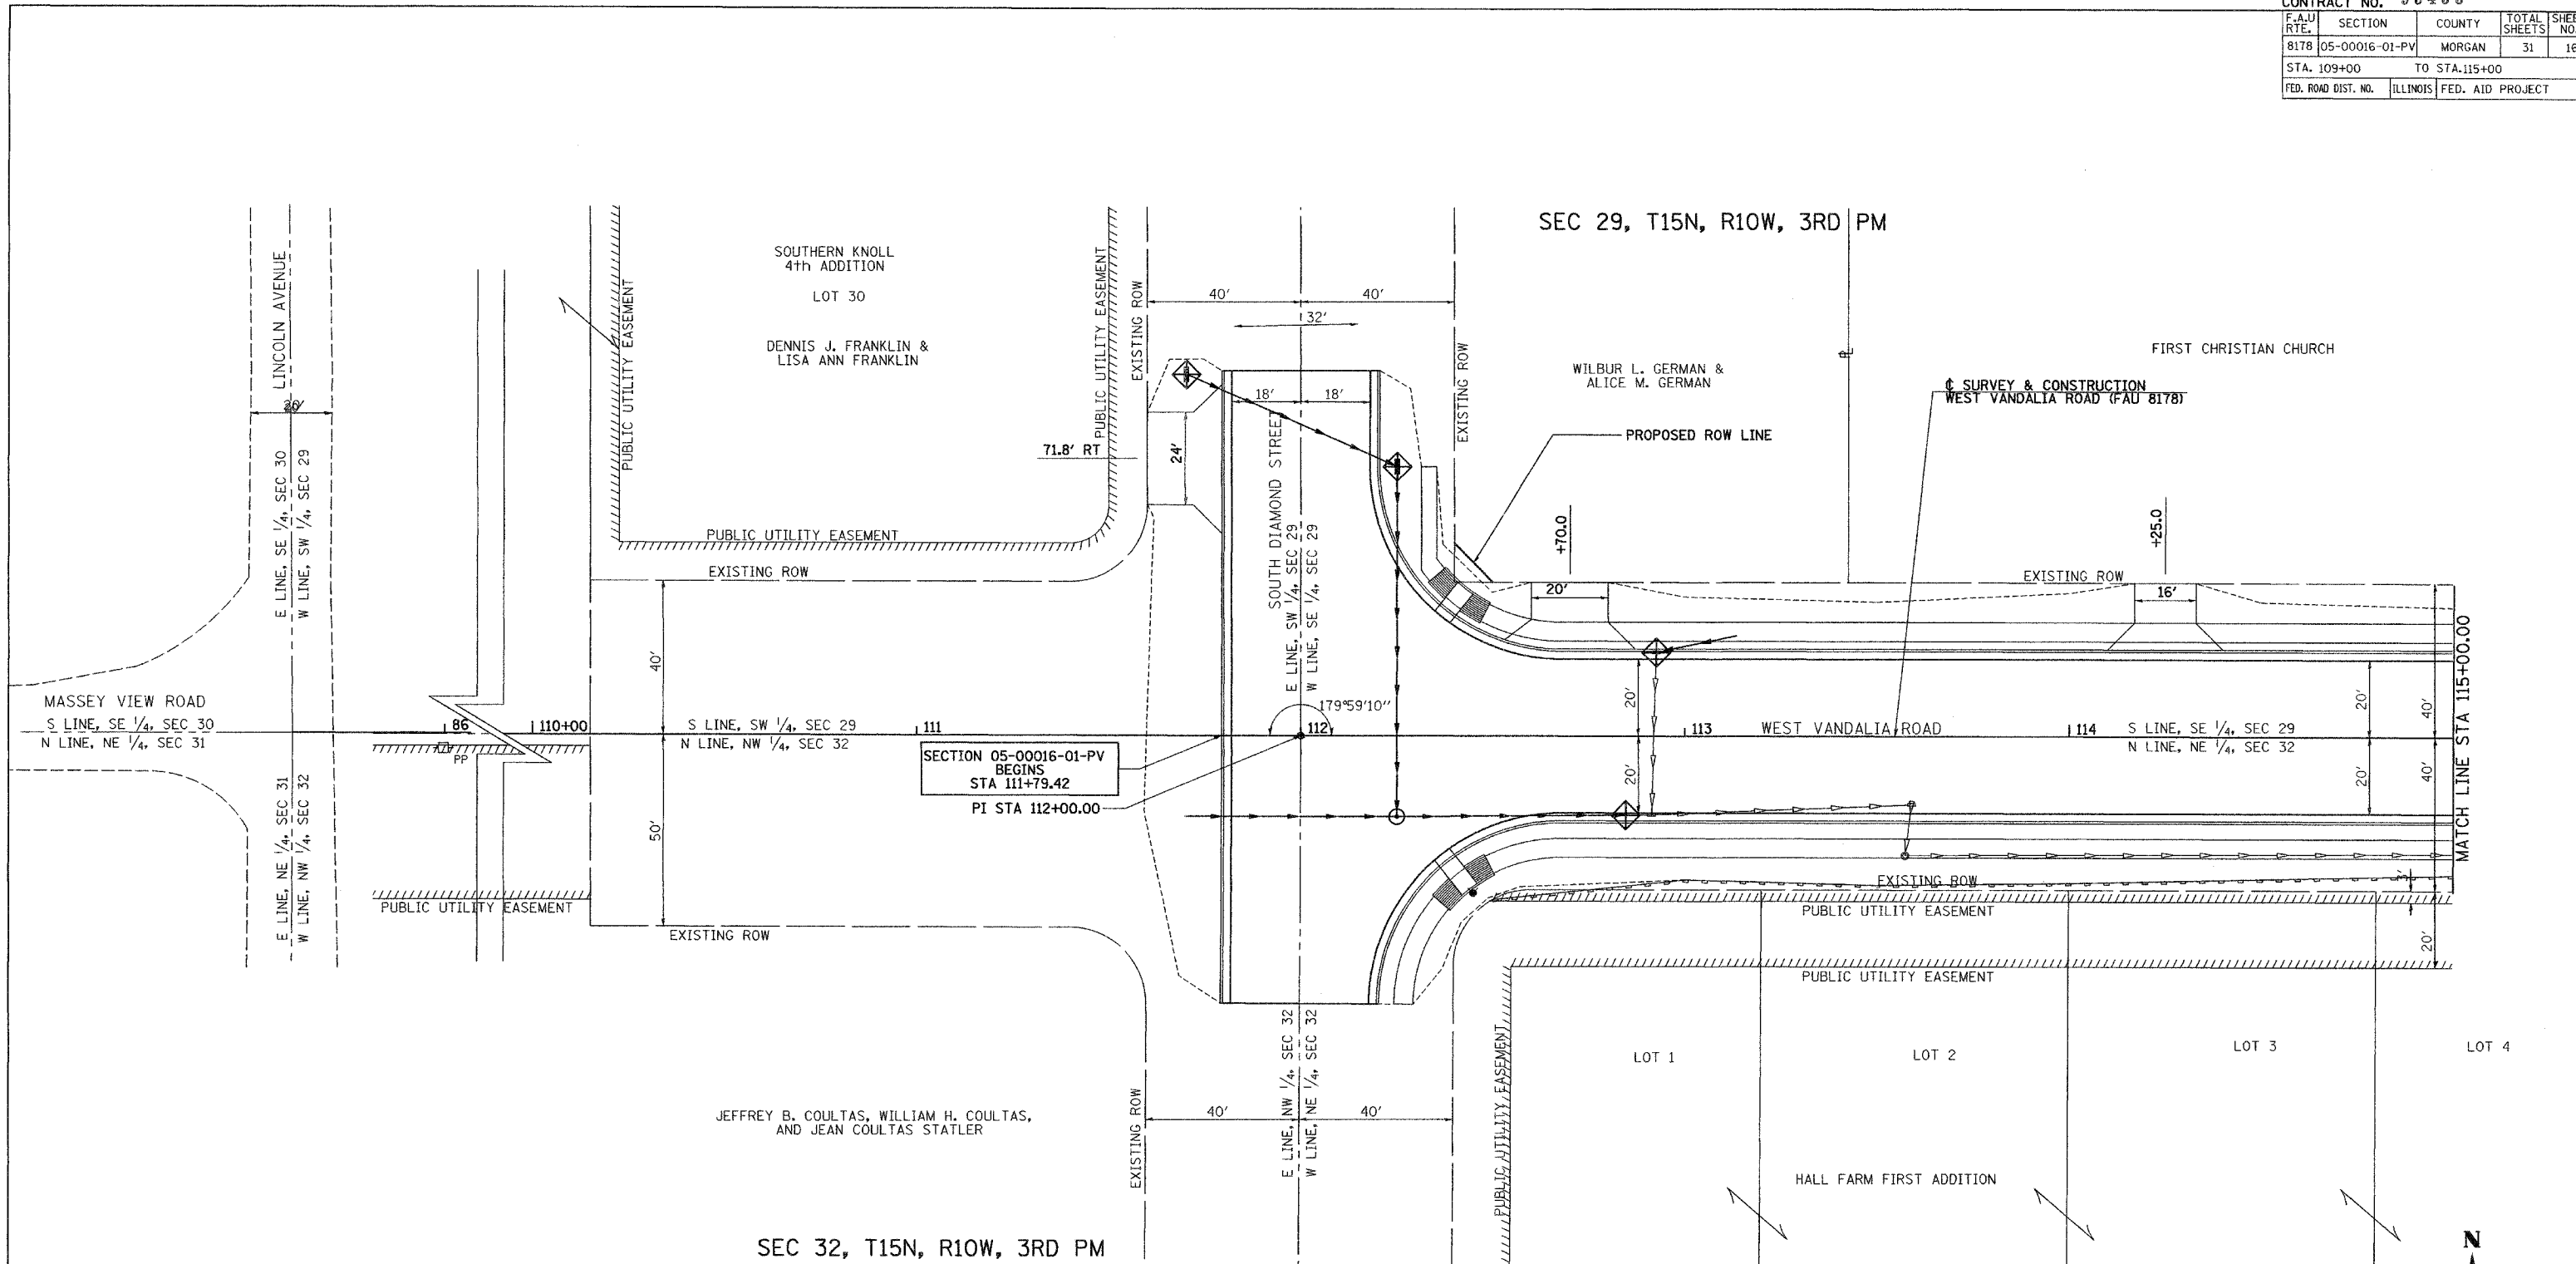 CONTRACT NO.
F.A.U RTE. SECTION COUNTY TOTAL SHEETS
8178 05-00016-01-PV MORGAN 31
STA. 109+00 TO STA.115+00
FED. ROAD DIST. NO. ILLINOIS FED. AID PROJECT
SEC 29, T15N, R10W, 3RD PM
LINCOLN AVENUE
E LINE, SE 1/4, SEC 30
W LINE, SW 1/4, SEC 29
PUBLIC UTILITY EASEMENT
SOUTHERN KNOLL
4th ADDITION
LOT 30
DENNIS J. FRANKLIN &
LISA ANN FRANKLIN
PUBLIC UTILITY EASEMENT
PUBLIC UTILITY EASEMENT
EXISTING ROW
EXISTING ROW
40'
40'
32'
18'
18'
24'
71.8' RT
SOUTH DIAMOND STREET
E LINE, SW 1/4, SEC 29
W LINE, SE 1/4, SEC 29
EXISTING ROW
WILBUR L. GERMAN &
ALICE M. GERMAN
PROPOSED ROW LINE
FIRST CHRISTIAN CHURCH
℄ SURVEY & CONSTRUCTION
WEST VANDALIA ROAD (FAU 8178)
+70.0
+25.0
20'
16'
EXISTING ROW
MASSEY VIEW ROAD
S LINE, SE 1/4, SEC 30
N LINE, NE 1/4, SEC 31
86
PP
110+00
40'
50'
S LINE, SW 1/4, SEC 29
N LINE, NW 1/4, SEC 32
111
SECTION 05-00016-01-PV
BEGINS
STA 111+79.42
PI STA 112+00.00
179°59'10"
112
20'
20'
113
WEST VANDALIA ROAD
114
S LINE, SE 1/4, SEC 29
N LINE, NE 1/4, SEC 32
20'
20'
40'
40'
MATCH LINE STA 115+00.00
E LINE, NE 1/4, SEC 31
W LINE, NW 1/4, SEC 32
PUBLIC UTILITY EASEMENT
EXISTING ROW
EXISTING ROW
3'
20'
PUBLIC UTILITY EASEMENT
PUBLIC UTILITY EASEMENT
PUBLIC UTILITY EASEMENT
LOT 1
LOT 2
LOT 3
LOT 4
E LINE, NW 1/4, SEC 32
W LINE, NE 1/4, SEC 32
40'
40'
EXISTING ROW
JEFFREY B. COULTAS, WILLIAM H. COULTAS,
AND JEAN COULTAS STATLER
HALL FARM FIRST ADDITION
SEC 32, T15N, R10W, 3RD PM
N